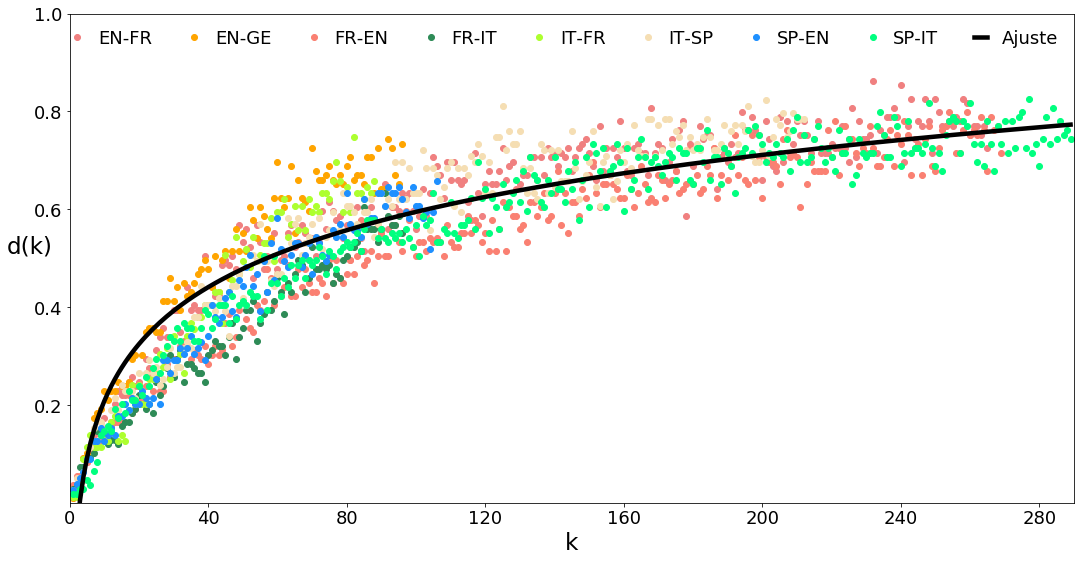 1.0
EN-FR EN-GE FR-EN FR-IT IT-FR IT-SP SP-EN SP-IT Ajuste
0.8
0.6
d(k)
0.4
0.2
0 40 80 120 160 200 240 280
k